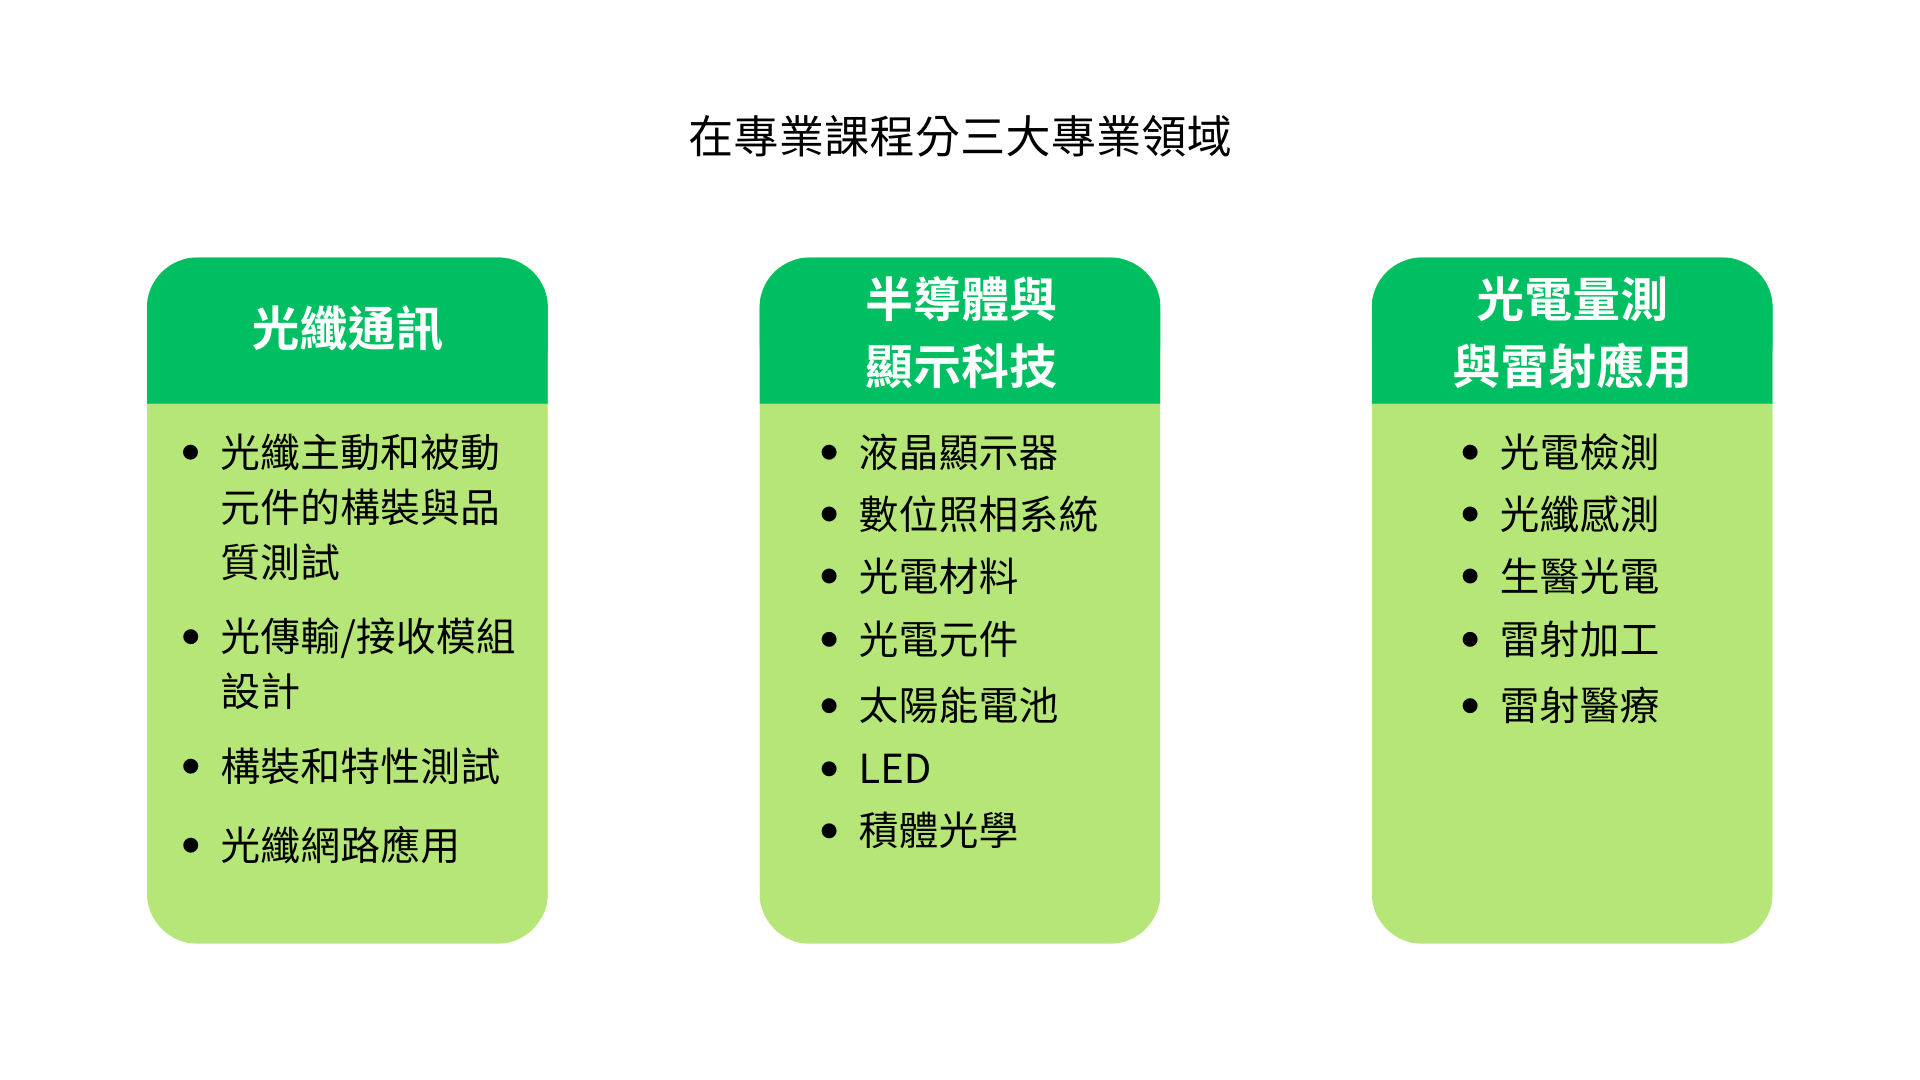 在專業課程分三大專業領域
光纖通訊
• 光纖主動和被動
元件的構裝與品
質測試
• 光傳輸/接收模組
設計
• 構裝和特性測試
• 光纖網路應用
半導體與
顯示科技
• 液晶顯示器
• 數位照相系統
• 光電材料
• 光電元件
• 太陽能電池
• LED
• 積體光學
光電量測
與雷射應用
• 光電檢測
• 光纖感測
• 生醫光電
• 雷射加工
• 雷射醫療